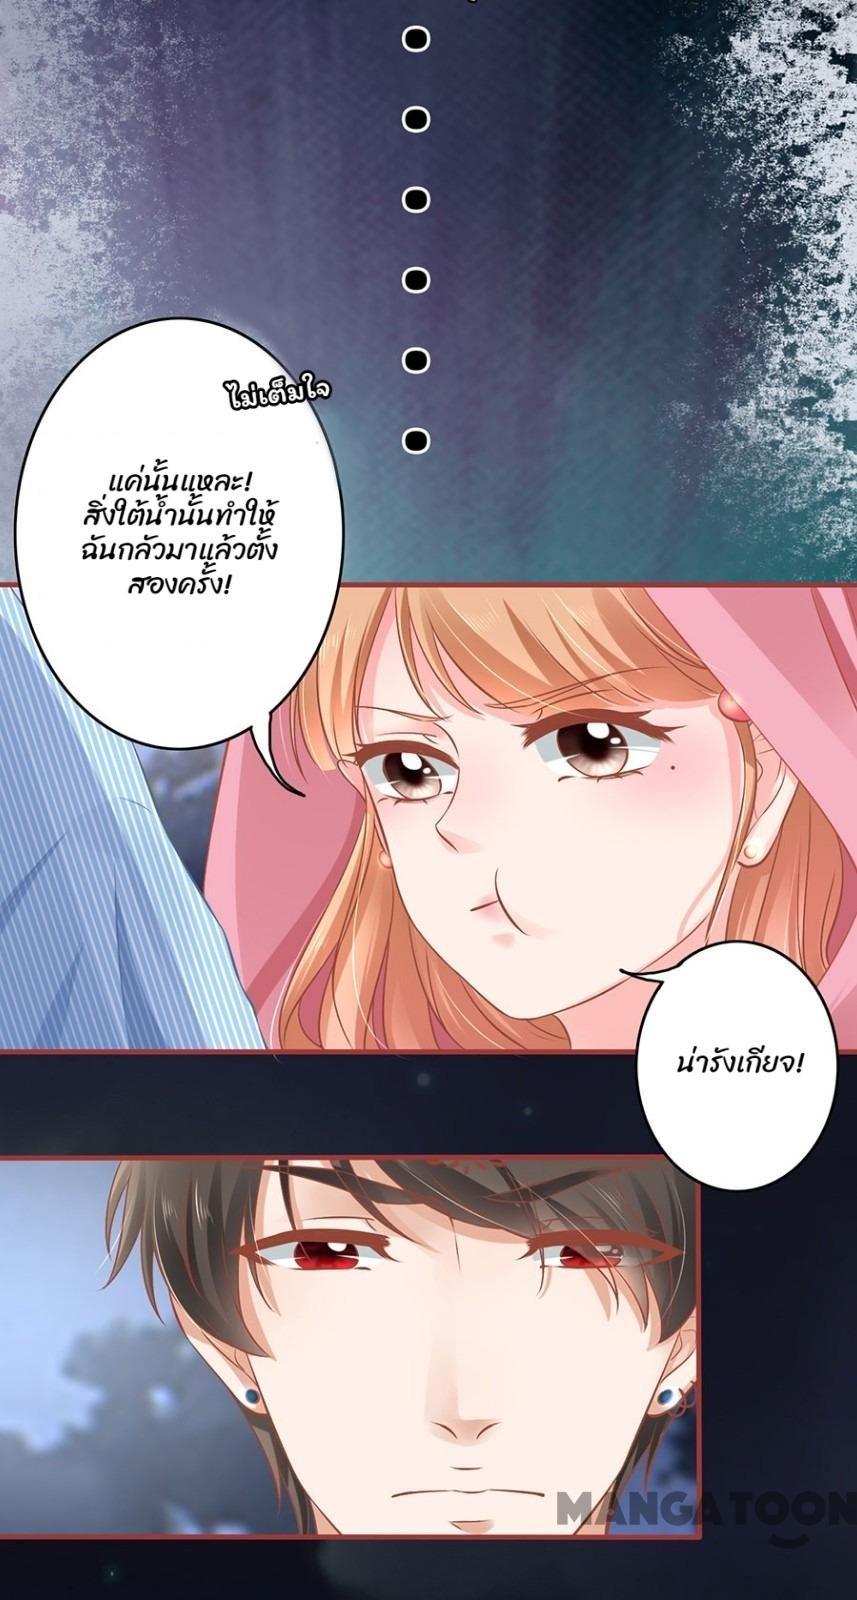 ไม่เต็มใจ
แค่นั้นแหละ!
สิ่งใต้น้ำนั้นทำให้
ฉันกลัวมาแล้วตั้ง
สองครั้ง!
น่ารังเกียจ!
MANGATOON